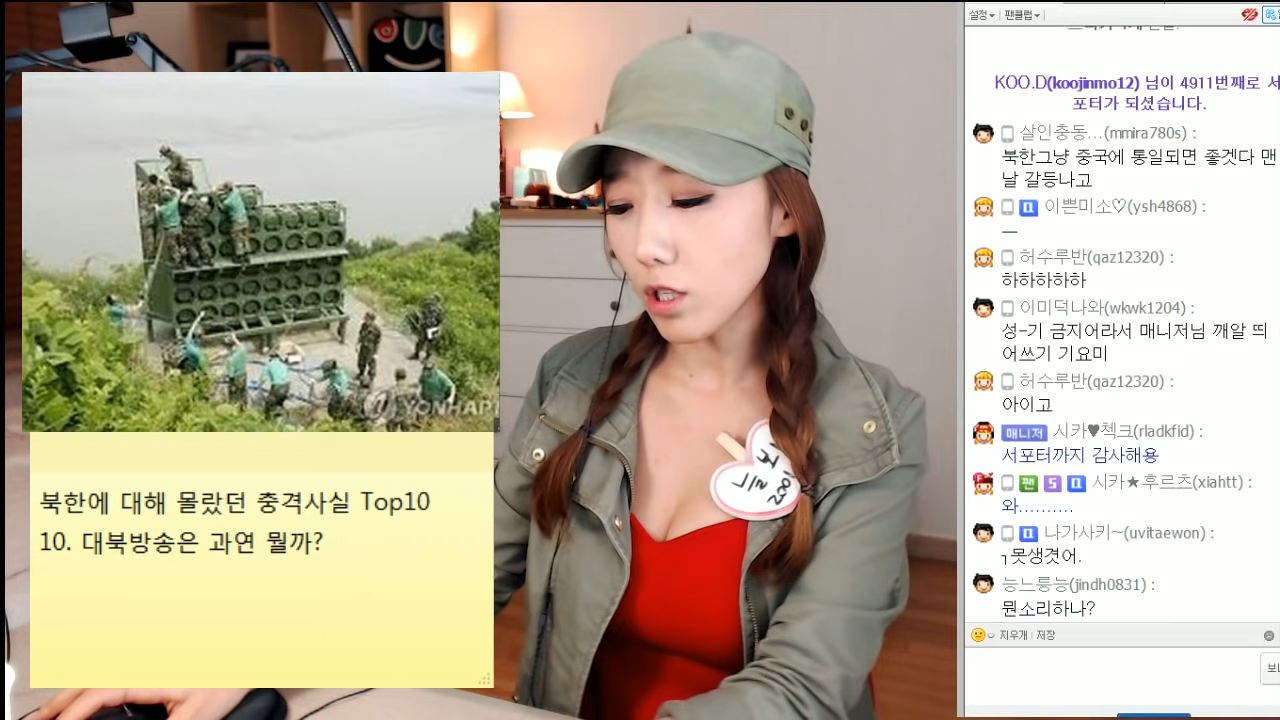 YONHAP
북한에 대해 몰랐던 충격사실 Top10
10. 대북방송은 과연 뭘까?
설정 팬클럽
KOO.D(koojinmo12) 님이 4911번째로 서
포터가 되셨습니다.
살인충동...(mmira780s) :
북한그냥 중국에 통일되면 좋겟다 맨
날 갈등나고
이쁜미소♡(ysh4868) :
ㅡ
허수루반(qaz12320) :
하하하하하
이미덕나와(wkwk1204) :
성-기 금지어라서 매니저님 깨알 띄
어쓰기 기요미
허수루반(qaz12320) :
아이고
매니저 시카♥첵크(rladkfid) :
서포터까지 감사해용
팬 5 Q 시카★후르츠(xiahtt) :
와..........
Q 나가사키~(uvitaewon) :
ㄱ못생겻어.
능느릉능(jindh0831) :
뭔소리하냐?
지우개 저장